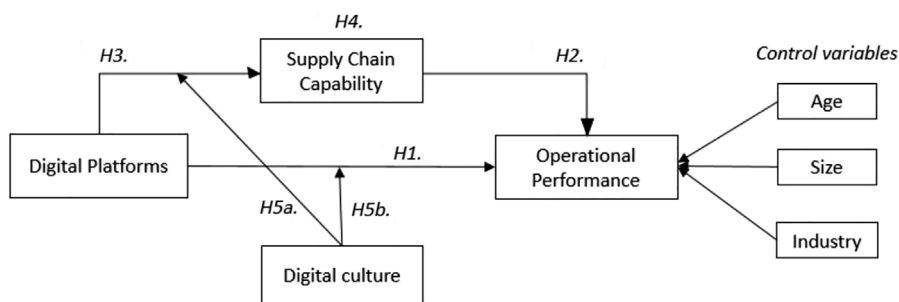 H4.
H3.
Supply Chain
Capability
H2.
Control variables
Age
Digital Platforms
H1.
Operational
Performance
Size
H5a.
H5b.
Digital culture
Industry